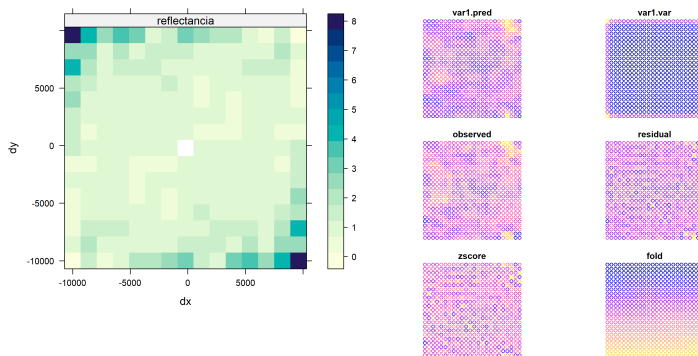 reflectancia
5000
0
-5000
-10000
dy
-10000
-5000
0
5000
dx
8
7
6
5
4
3
2
1
0
var1.pred
var1.var
observed
residual
zscore
fold